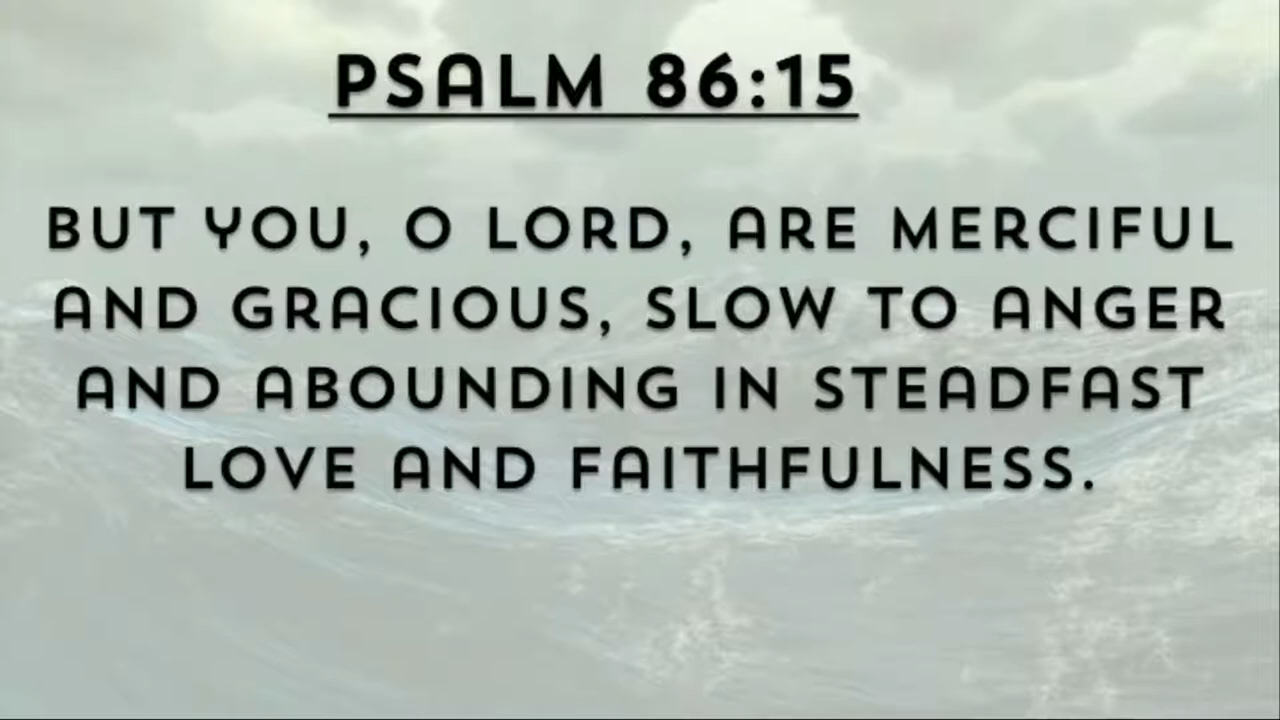 PSALM 86:15
BUT YOU, O LORD, ARE MERCIFUL
AND GRACIOUS, SLOW TO ANGER
AND ABOUNDING IN STEADFAST
LOVE AND FAITHFULNESS.